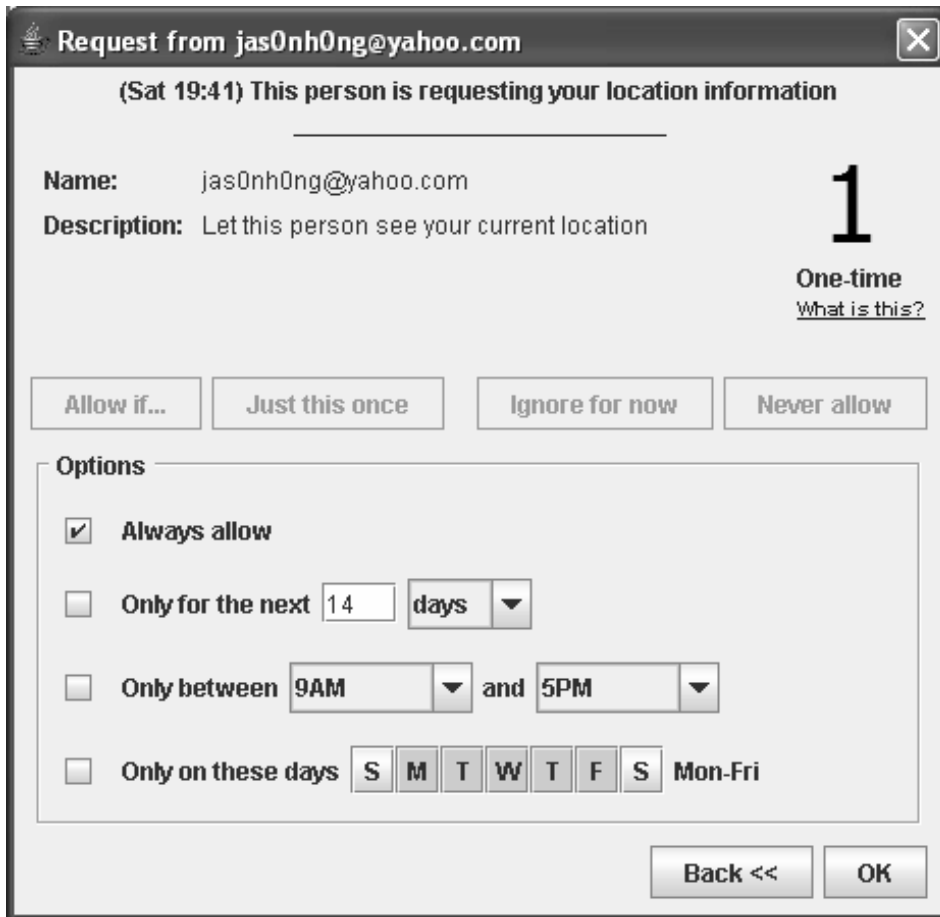 Request from jas0nh0ng@yahoo.com
(Sat 19:41) This person is requesting your location information
Name: jas0nh0ng@yahoo.com
Description: Let this person see your current location
1
One-time
What is this?
Allow if... Just this once Ignore for now Never allow
Options
Always allow
Only for the next 14 days
Only between 9AM and 5PM
Only on these days S M T W T F S Mon-Fri
Back << OK